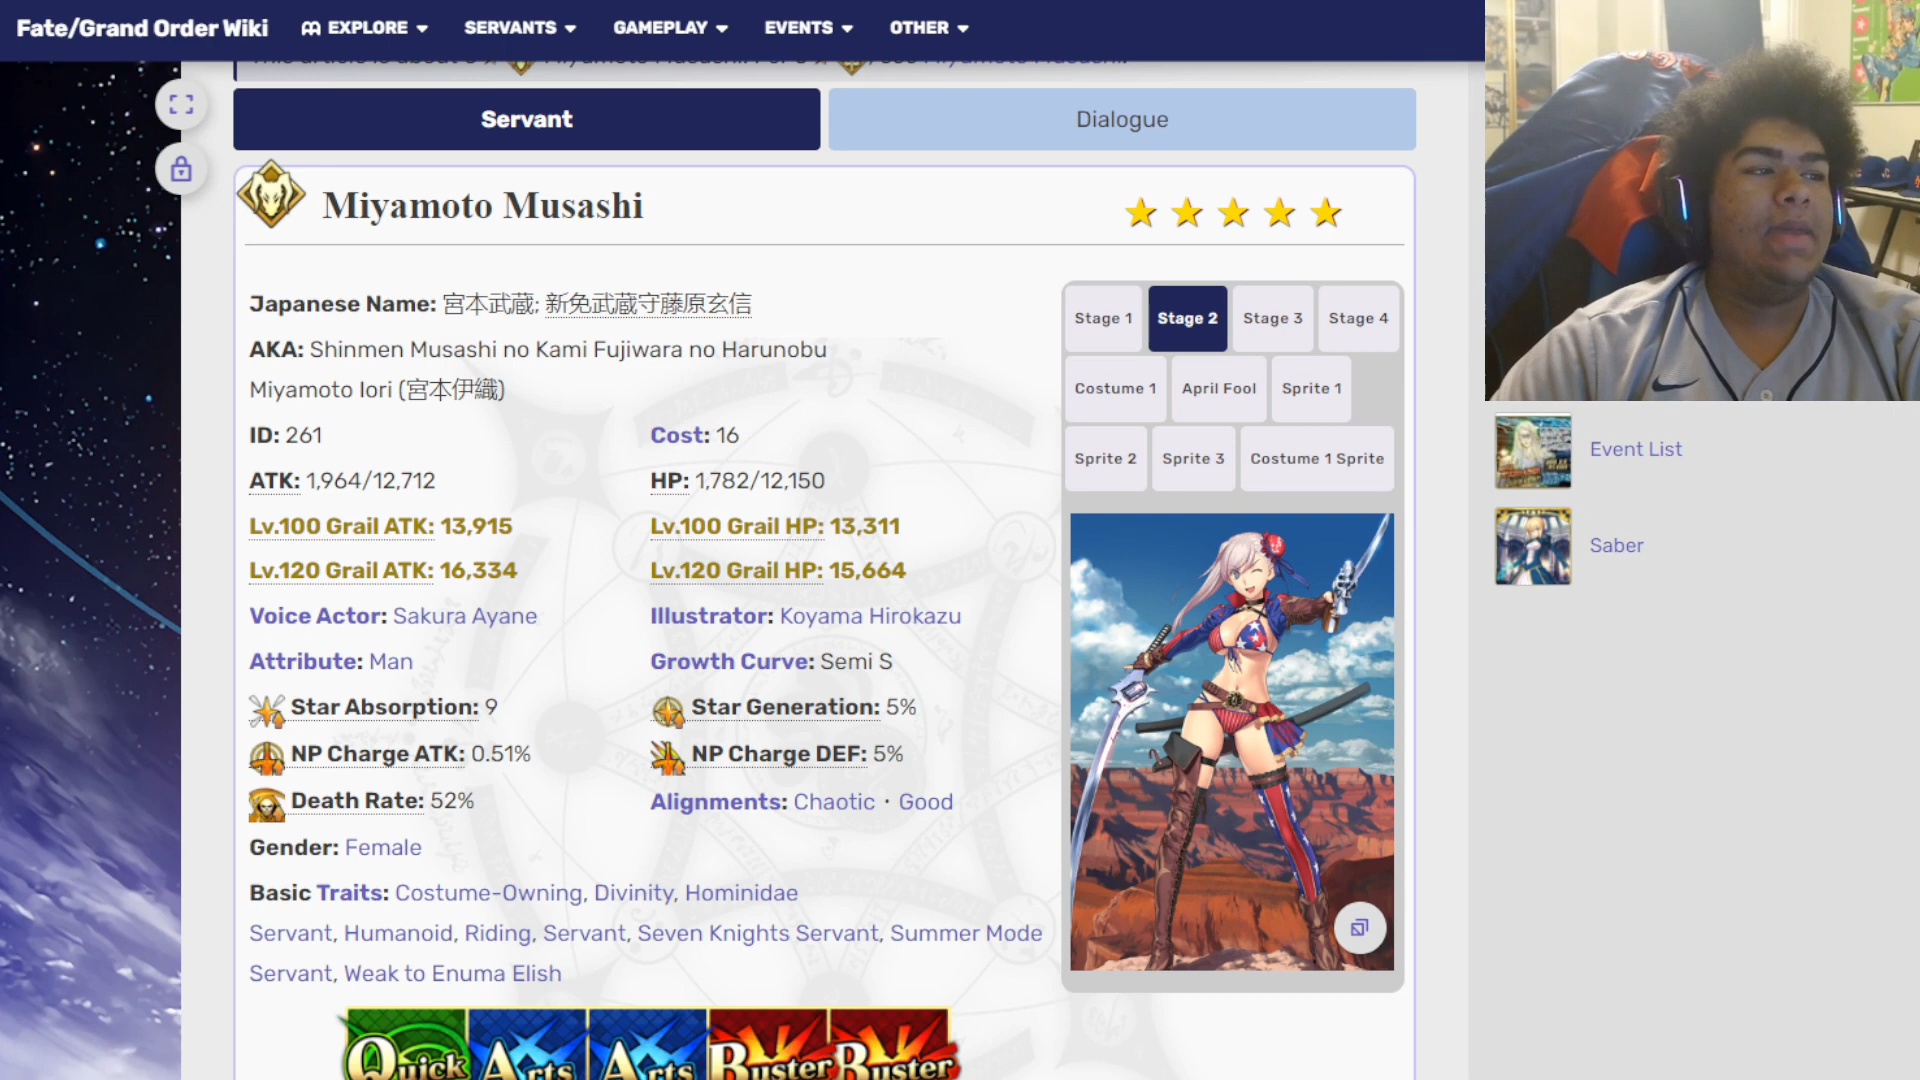 Fate/Grand Order Wiki
EXPLORE
SERVANTS
GAMEPLAY
EVENTS
OTHER
Servant
Dialogue
Miyamoto Musashi
Japanese Name: 宮本武蔵; 新免武蔵守藤原玄信
AKA: Shinmen Musashi no Kami Fujiwara no Harunobu
Miyamoto Iori (宮本伊織)
ID: 261
Cost: 16
ATK: 1,964/12,712
HP: 1,782/12,150
Lv.100 Grail ATK: 13,915
Lv.100 Grail HP: 13,311
Lv.120 Grail ATK: 16,334
Lv.120 Grail HP: 15,664
Voice Actor: Sakura Ayane
Illustrator: Koyama Hirokazu
Attribute: Man
Growth Curve: Semi S
Star Absorption: 9
Star Generation: 5%
NP Charge ATK: 0.51%
NP Charge DEF: 5%
Death Rate: 52%
Alignments: Chaotic・Good
Gender: Female
Basic Traits: Costume-Owning, Divinity, Hominidae
Servant, Humanoid, Riding, Servant, Seven Knights Servant, Summer Mode
Servant, Weak to Enuma Elish
Quick
Arts
Arts
Buster
Buster
Stage 1
Stage 2
Stage 3
Stage 4
Costume 1
April Fool
Sprite 1
Sprite 2
Sprite 3
Costume 1 Sprite
Event List
Saber